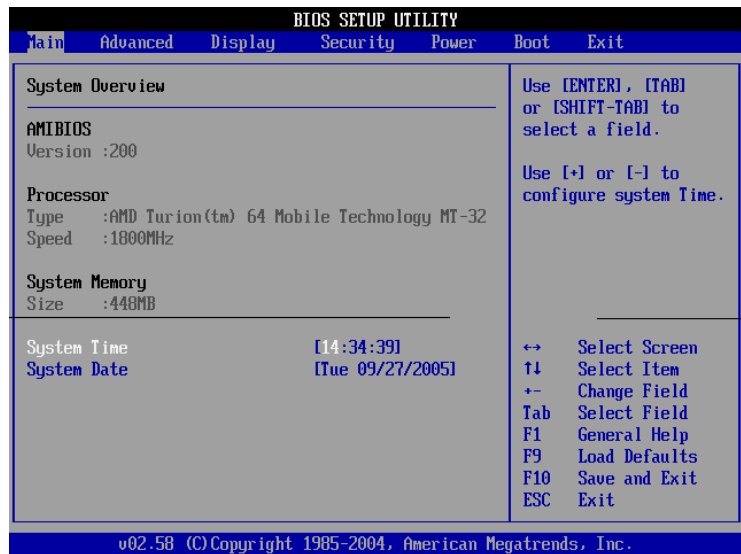 BIOS SETUP UTILITY
Main Advanced Display Security Power Boot Exit
System Overview
AMIBIOS
Version :200
Processor
Type :AMD Turion(tm) 64 Mobile Technology MT-32
Speed :1800MHz
System Memory
Size :448MB
System Time [14:34:39]
System Date [Tue 09/27/2005]
Use [ENTER], [TAB]
or [SHIFT-TAB] to
select a field.
Use [+] or [-] to
configure system Time.
↔ Select Screen
↑↓ Select Item
+- Change Field
Tab Select Field
F1 General Help
F9 Load Defaults
F10 Save and Exit
ESC Exit
v02.58 (C)Copyright 1985-2004, American Megatrends, Inc.